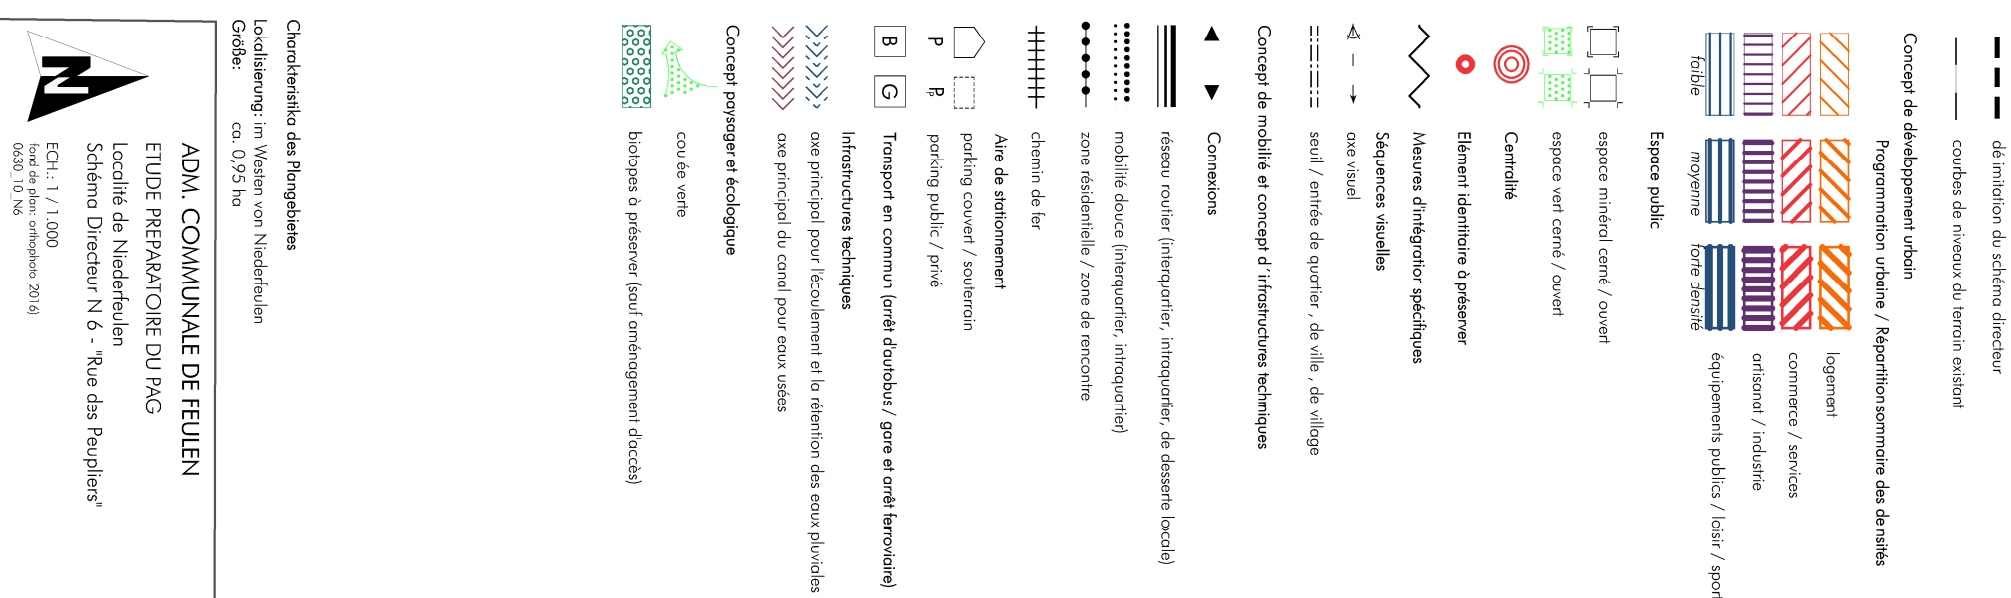 délimitation du schéma directeur
courbes de niveaux du terrain existant
Concept de développement urbain
Programmation urbaine / Répartition sommaire des densités
logement
commerce / services
artisanat / industrie
équipements publics / loisir / sport
faible moyenne forte densité
Espace public
espace minéral cerné / ouvert
espace vert cerné / ouvert
Centralité
Elément identitaire à préserver
Mesures d'intégration spécifiques
Séquences visuelles
axe visuel
seuil / entrée de quartier , de ville , de village
Concept de mobilié et concept d´infrastructures techniques
Connexions
réseau routier (interquartier, intraquartier, de desserte locale)
mobilité douce (interquartier, intraquartier)
zone résidentielle / zone de rencontre
chemin de fer
Aire de stationnement
parking couvert / souterrain
P Pp parking public / privé
B G Transport en commun (arrêt d'autobus / gare et arrêt ferroviaire)
Infrastructures techniques
axe principal pour l'écoulement et la rétention des eaux pluviales
axe principal du canal pour eaux usées
Concept paysager et écologique
coulée verte
biotopes à préserver (sauf aménagement d'accès)
Charakteristika des Plangebietes
Lokalisierung: im Westen von Niederfeulen
Größe: ca. 0,95 ha
ADM. COMMUNALE DE FEULEN
ETUDE PREPARATOIRE DU PAG
Localité de Niederfeulen
Schéma Directeur N 6 - "Rue des Peupliers"
ECH.: 1 / 1.000
fond de plan: orthophoto 2016)
0630_10_N6
N